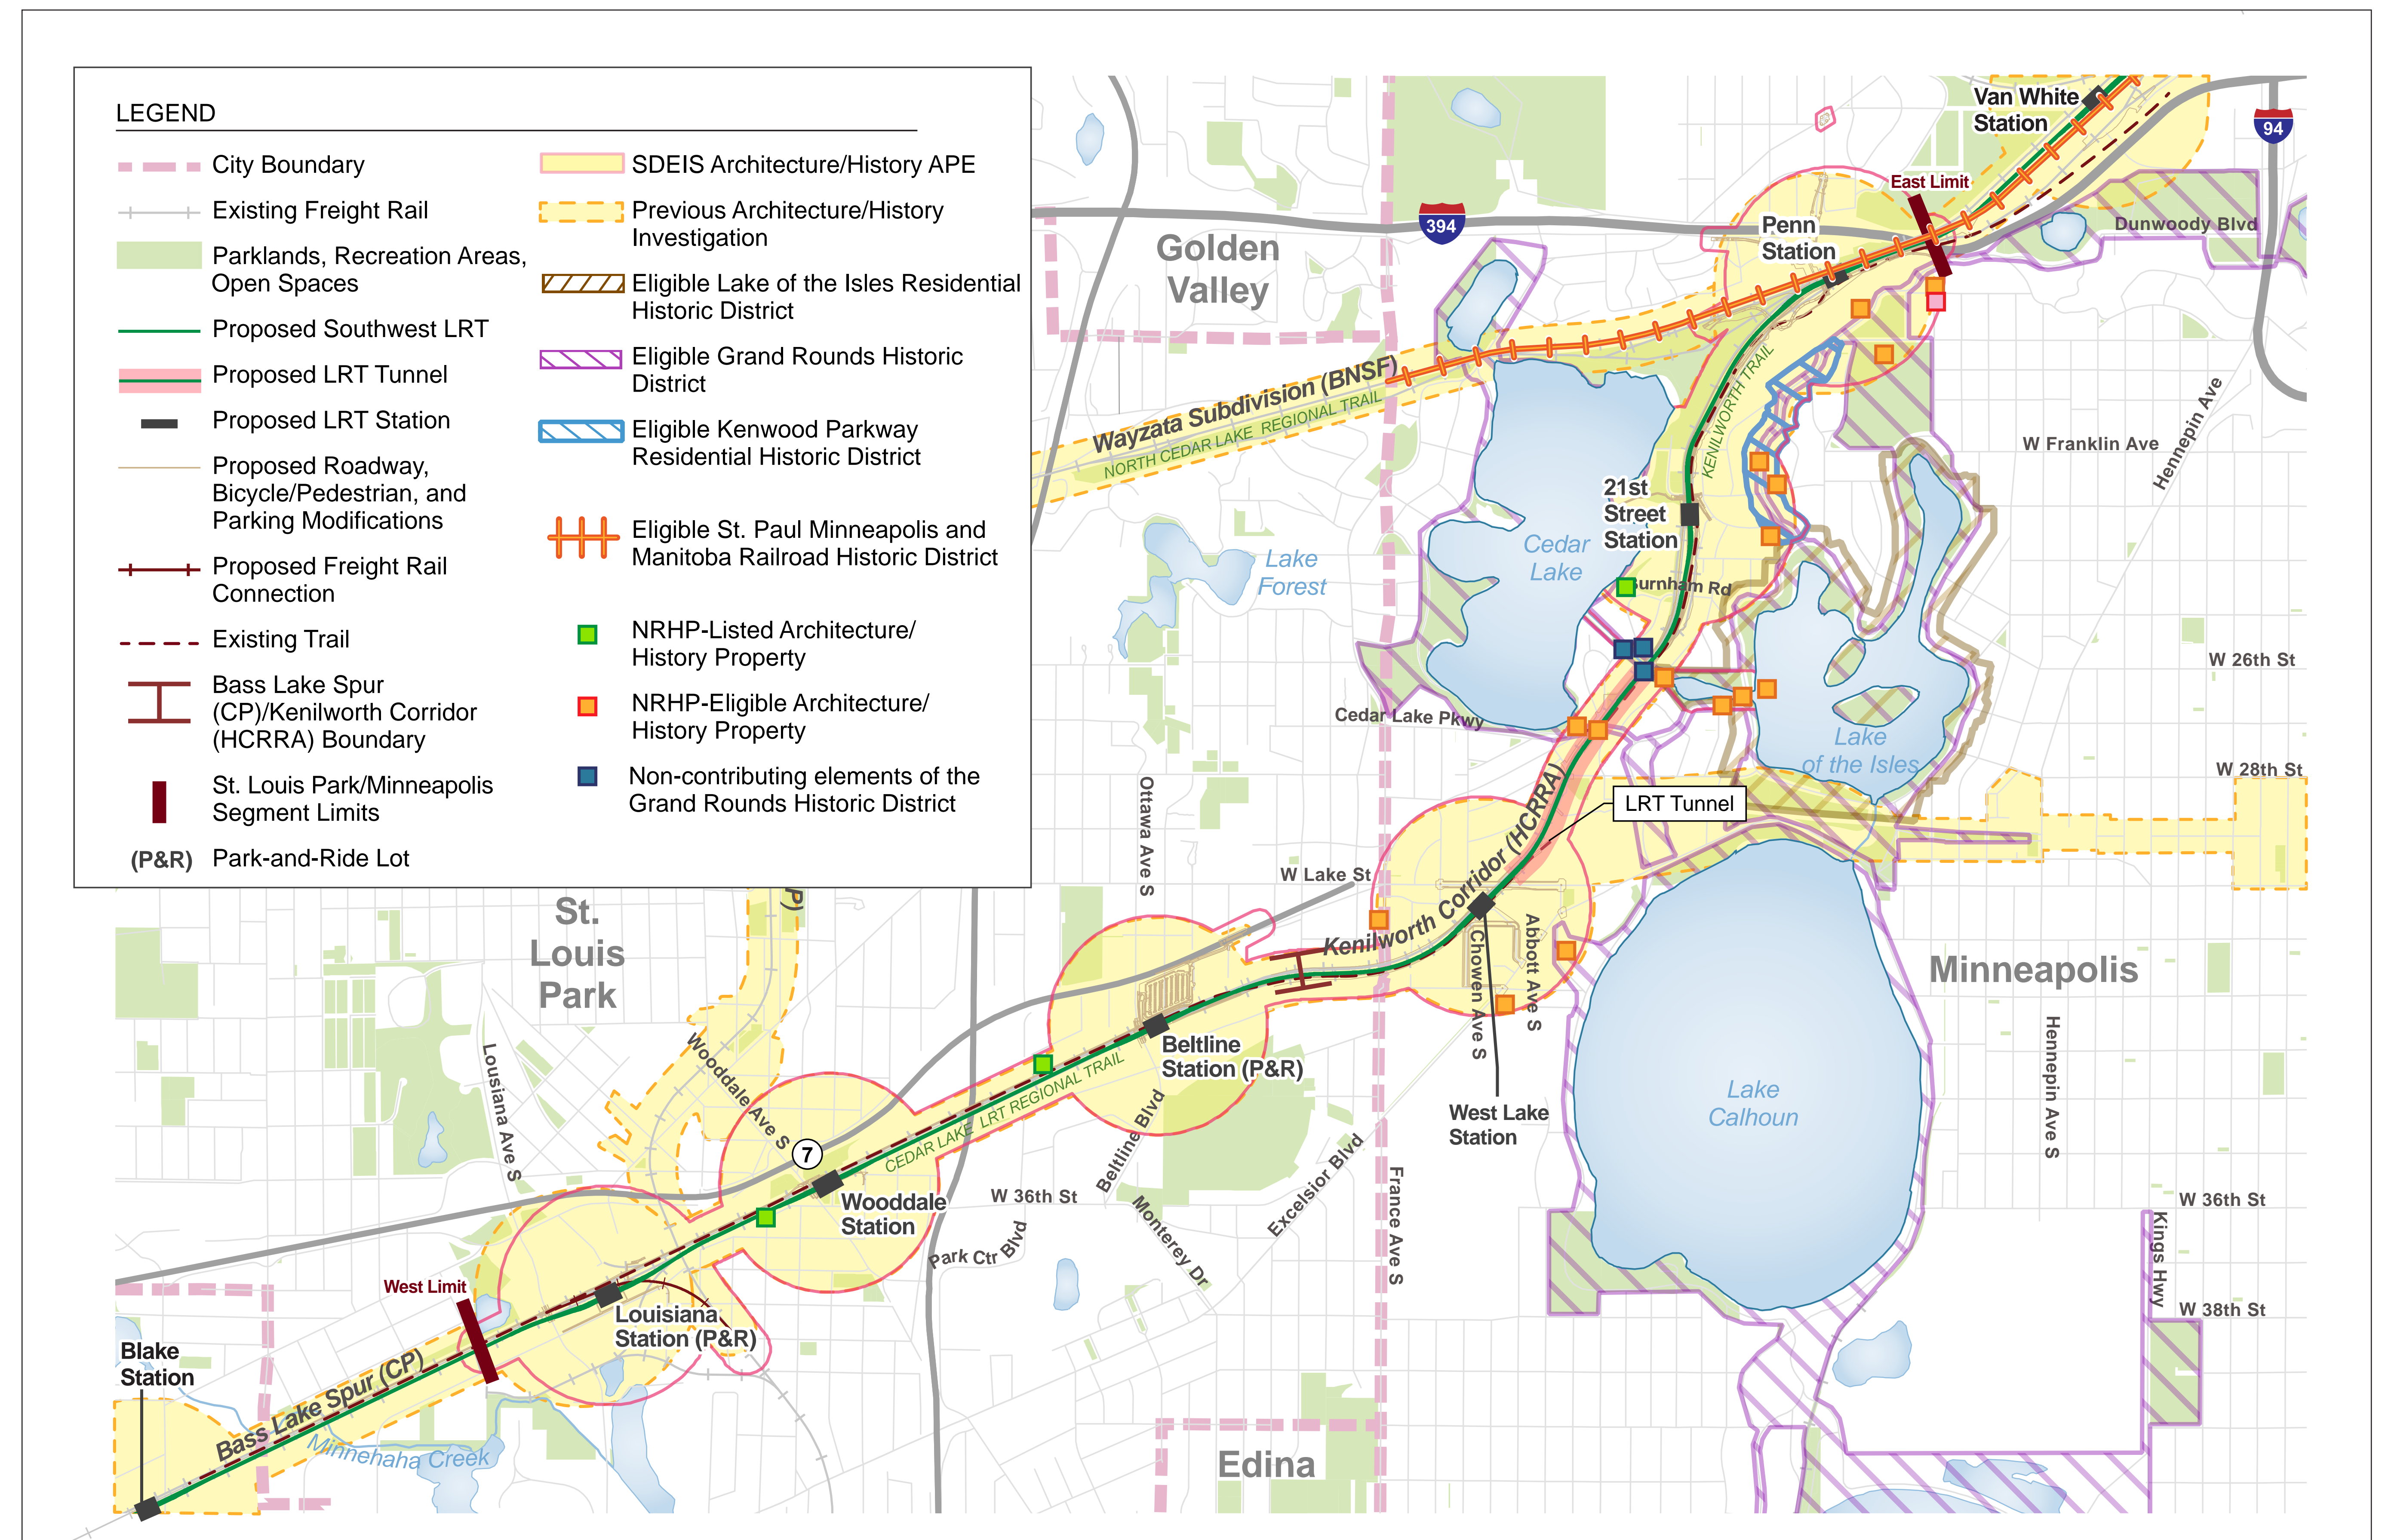 LEGEND
City Boundary
Existing Freight Rail
Parklands, Recreation Areas,
Open Spaces
Proposed Southwest LRT
Proposed LRT Tunnel
Proposed LRT Station
Proposed Roadway,
Bicycle/Pedestrian, and
Parking Modifications
Proposed Freight Rail
Connection
Existing Trail
Bass Lake Spur
(CP)/Kenilworth Corridor
(HCRRA) Boundary
St. Louis Park/Minneapolis
Segment Limits
(P&R) Park-and-Ride Lot
SDEIS Architecture/History APE
Previous Architecture/History
Investigation
Eligible Lake of the Isles Residential
Historic District
Eligible Grand Rounds Historic
District
Eligible Kenwood Parkway
Residential Historic District
Eligible St. Paul Minneapolis and
Manitoba Railroad Historic District
NRHP-Listed Architecture/
History Property
NRHP-Eligible Architecture/
History Property
Non-contributing elements of the
Grand Rounds Historic District
Van White
Station
94
East Limit
Penn
Station
394
Dunwoody Blvd
Golden
Valley
Wayzata Subdivision (BNSF)
NORTH CEDAR LAKE REGIONAL TRAIL
KENILWORTH TRAIL
Hennepin Ave
W Franklin Ave
21st
Street
Station
Cedar
Lake
Lake
Forest
Burnham Rd
W 26th St
Cedar Lake Pkwy
Lake
of the Isles
W 28th St
LRT Tunnel
Ottawa Ave S
W Lake St
Kenilworth Corridor (HCRRA)
P)
St.
Louis
Park
Abbott Ave S
Chowen Ave S
Minneapolis
Beltline
Station (P&R)
Lousiana Ave S
Wooddale Ave S
CEDAR LAKE LRT REGIONAL TRAIL
Beltline Blvd
West Lake
Station
Lake
Calhoun
Hennepin Ave S
7
Wooddale
Station
W 36th St
Park Ctr Blvd
Monterey Dr
Excelsior Blvd
France Ave S
W 36th St
Kings Hwy
W 38th St
West Limit
Louisiana
Station (P&R)
Blake
Station
Bass Lake Spur (CP)
Minnehaha Creek
Edina